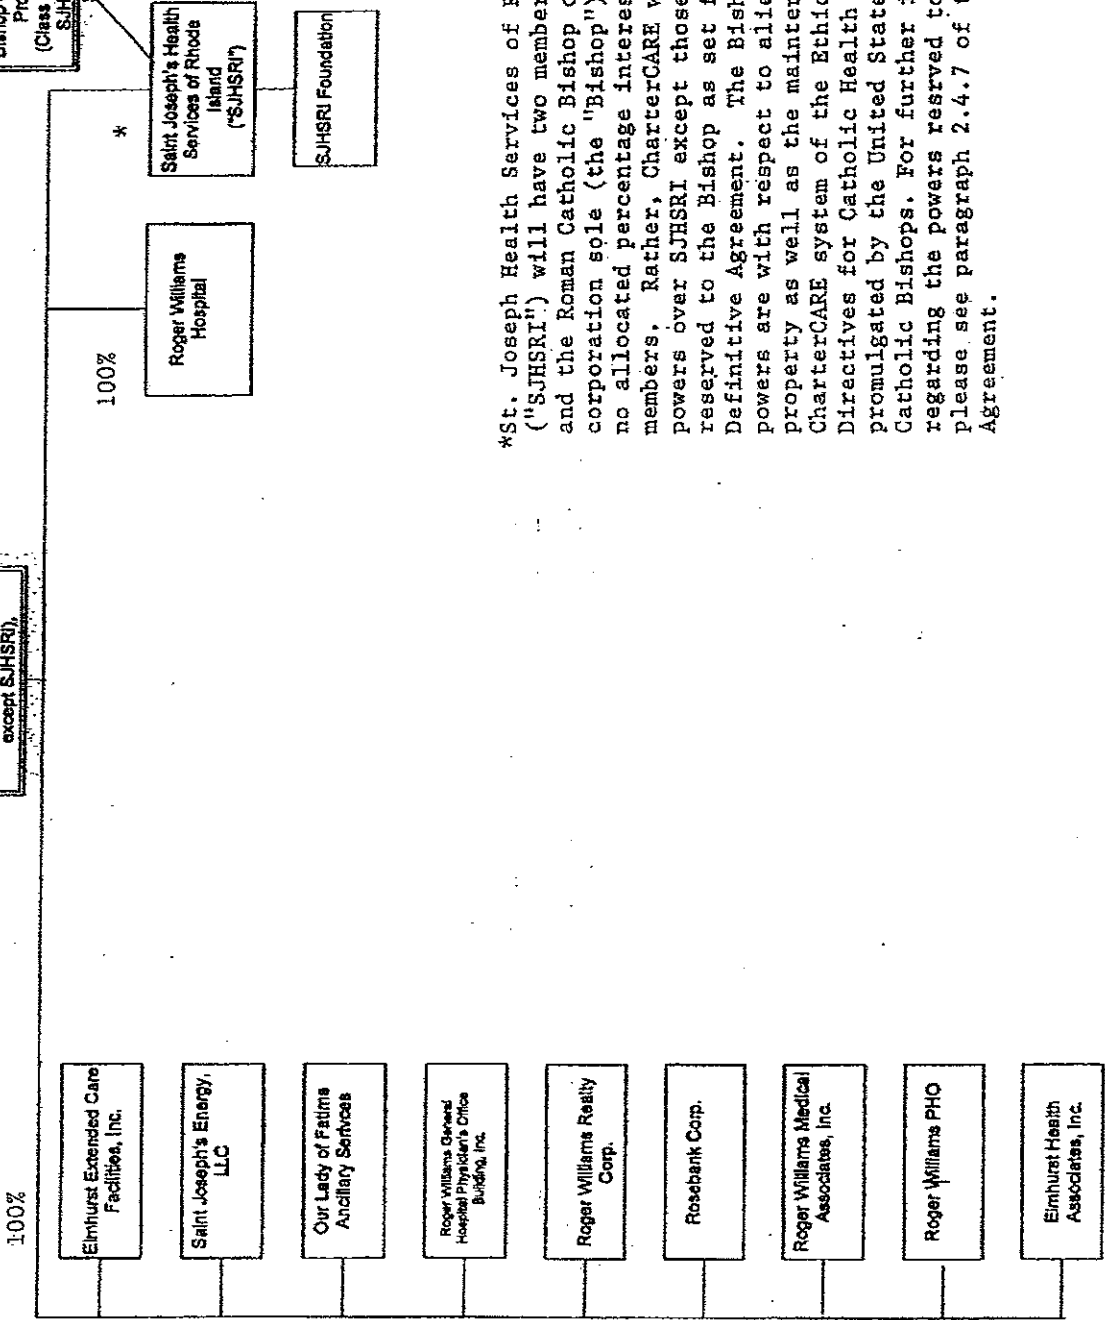 Bishop
Pro
(Class
SJH
except SJHSRI),
100%
100%
*
Elmhurst Extended Care
Facilities, Inc.
Saint Joseph's Energy,
LLC
Our Lady of Fatima
Ancillary Serivces
Roger Williams General
Hospital Physician's Office
Building, Inc.
Roger Williams Realty
Corp.
Rosebank Corp.
Roger Williams Medical
Associates, Inc.
Roger Williams PHO
Elmhurst Health
Associates, Inc.
Roger Williams
Hospital
Saint Joseph's Health
Services of Rhode
Island
("SJHSRI")
SJHSRI Foundation
*St. Joseph Health Services of R
("SJHSRI") will have two member
and the Roman Catholic Bishop o
corporation sole (the "Bishop")
no allocated percentage interes
members. Rather, CharterCARE w
powers over SJHSRI except those
reserved to the Bishop as set f
Definitive Agreement. The Bish
powers are with respect to alie
property as well as the mainten
CharterCARE system of the Ethic
Directives for Catholic Health
promulgated by the United State
Catholic Bishops. For further i
regarding the powers resrved to
please see paragraph 2.4.7 of t
Agreement.